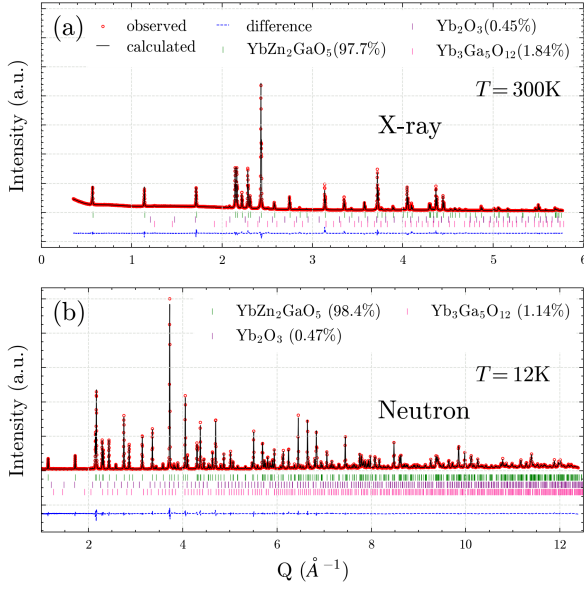 (a) observed difference Yb₂O₃(0.45%)
calculated YbZn₂GaO₅(97.7%) Yb₃Ga₅O₁₂(1.84%)
T = 300K
X-ray
Intensity (a.u.)
0 1 2 3 4 5 6
(b) YbZn₂GaO₅ (98.4%) Yb₃Ga₅O₁₂ (1.14%)
Yb₂O₃ (0.47%)
T = 12K
Neutron
Intensity (a.u.)
2 4 6 8 10 12
Q (Å⁻¹)